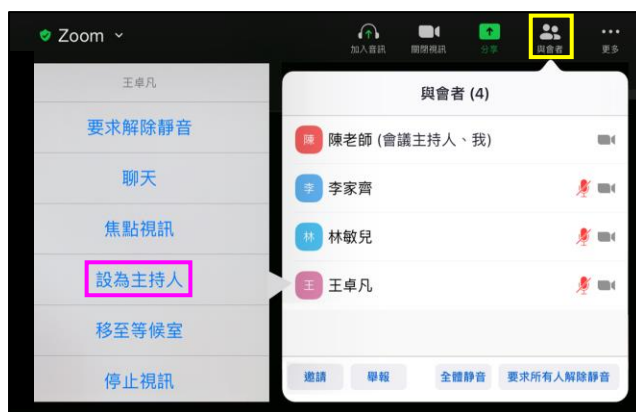 Zoom
加入音訊 關閉視訊 分享 與會者 更多
王卓凡
要求解除靜音
聊天
焦點視訊
設為主持人
移至等候室
停止視訊
與會者 (4)
陳 陳老師 (會議主持人、我)
李 李家齊
林 林敏兒
王 王卓凡
邀請 舉報 全體靜音 要求所有人解除靜音